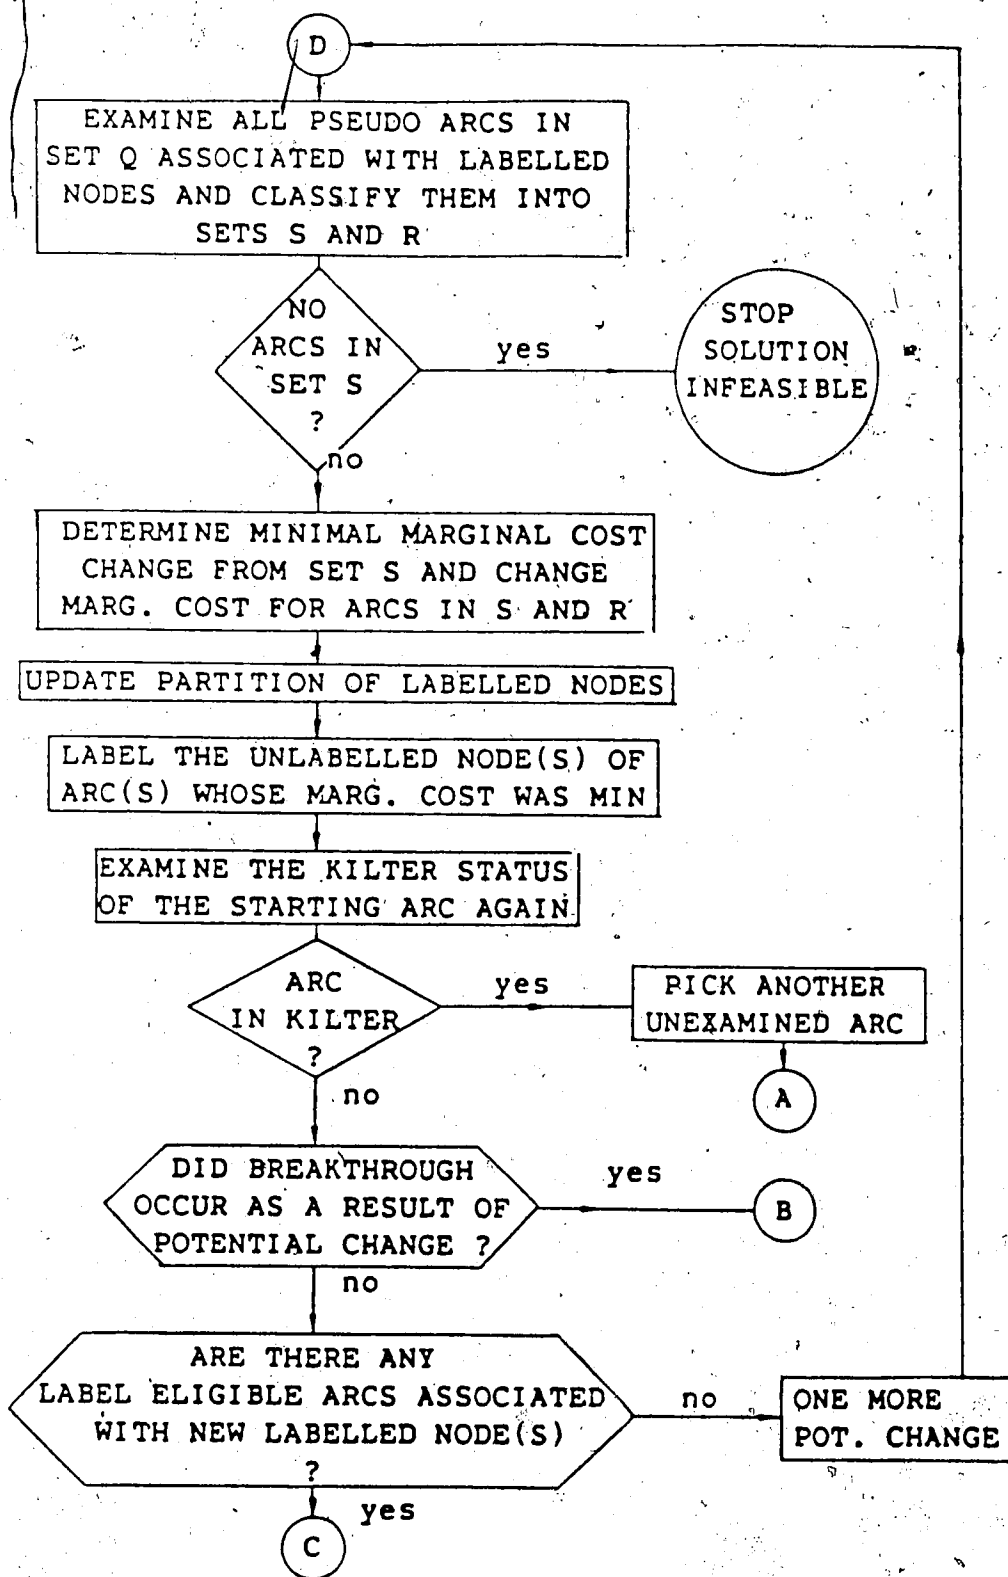 D
EXAMINE ALL PSEUDO ARCS IN
SET Q ASSOCIATED WITH LABELLED
NODES AND CLASSIFY THEM INTO
SETS S AND R
NO
ARCS IN
SET S
?
yes
STOP
SOLUTION
INFEASIBLE
no
DETERMINE MINIMAL MARGINAL COST
CHANGE FROM SET S AND CHANGE
MARG. COST FOR ARCS IN S AND R
UPDATE PARTITION OF LABELLED NODES
LABEL THE UNLABELLED NODE(S) OF
ARC(S) WHOSE MARG. COST WAS MIN
EXAMINE THE KILTER STATUS
OF THE STARTING ARC AGAIN
ARC
IN KILTER
?
yes
PICK ANOTHER
UNEXAMINED ARC
A
no
DID BREAKTHROUGH
OCCUR AS A RESULT OF
POTENTIAL CHANGE ?
yes
B
no
ARE THERE ANY
LABEL ELIGIBLE ARCS ASSOCIATED
WITH NEW LABELLED NODE(S)
?
no
ONE MORE
POT. CHANGE
yes
C